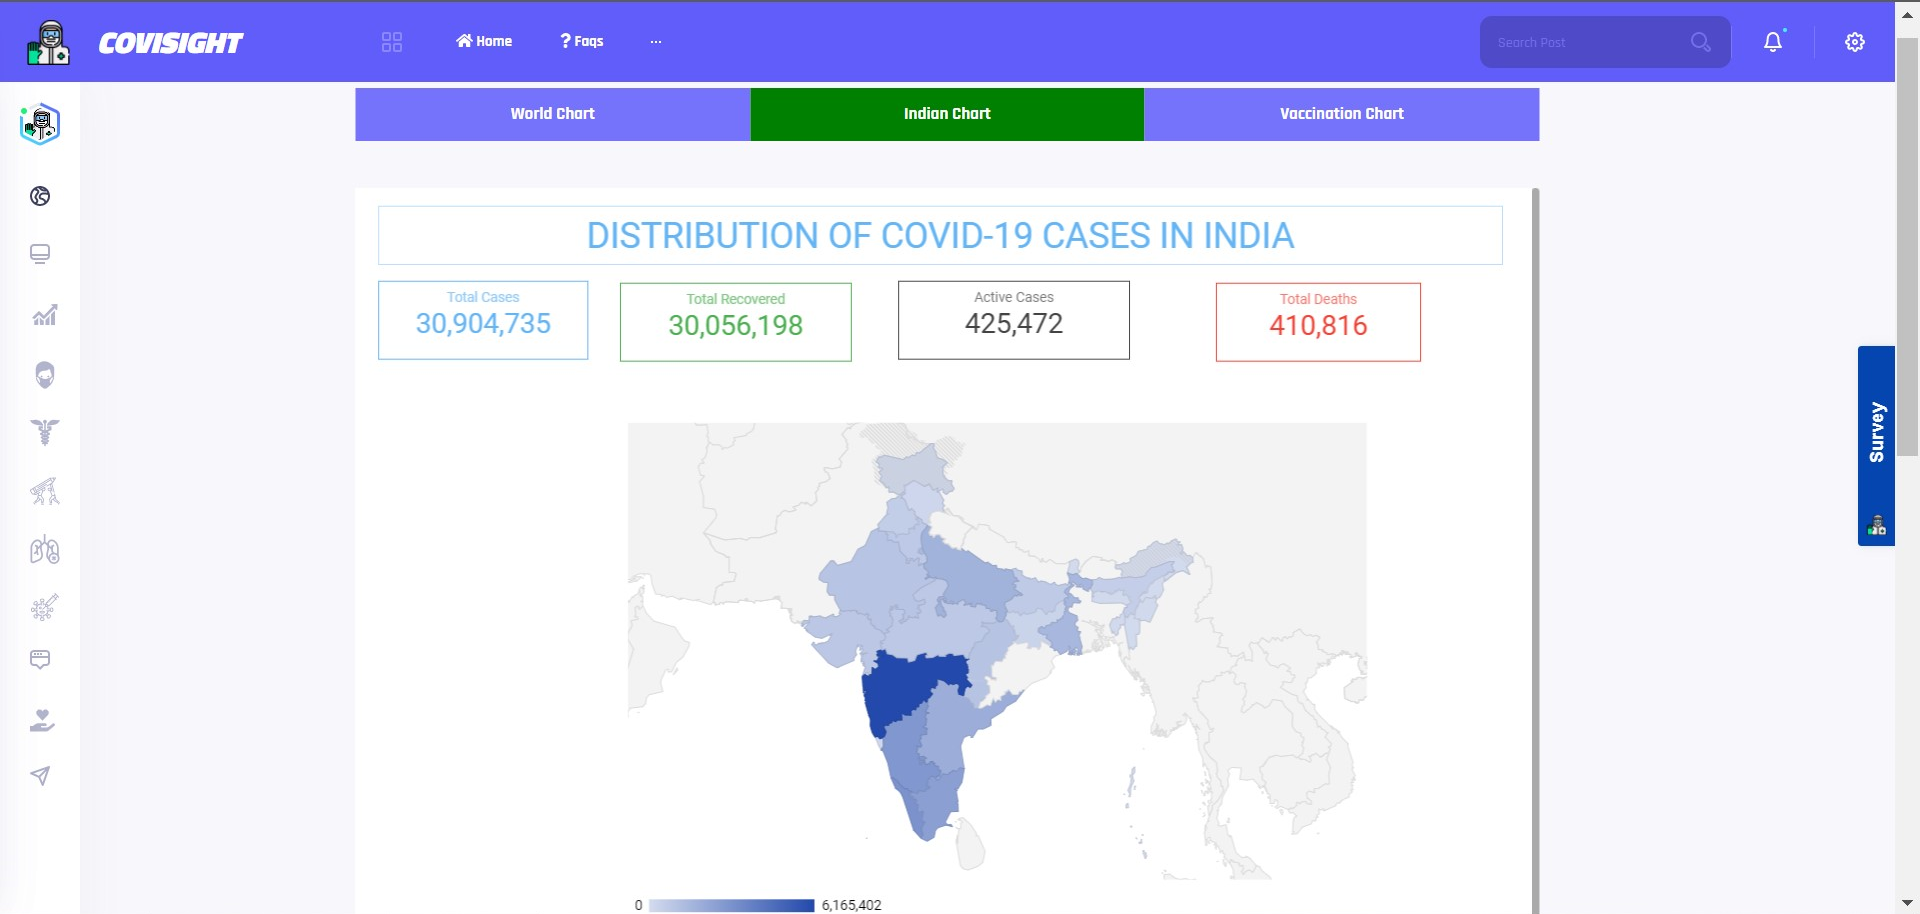 COVISIGHT
Home
? Faqs
...
Search Post
World Chart
Indian Chart
Vaccination Chart
DISTRIBUTION OF COVID-19 CASES IN INDIA
Total Cases
30,904,735
Total Recovered
30,056,198
Active Cases
425,472
Total Deaths
410,816
Survey
0
6,165,402